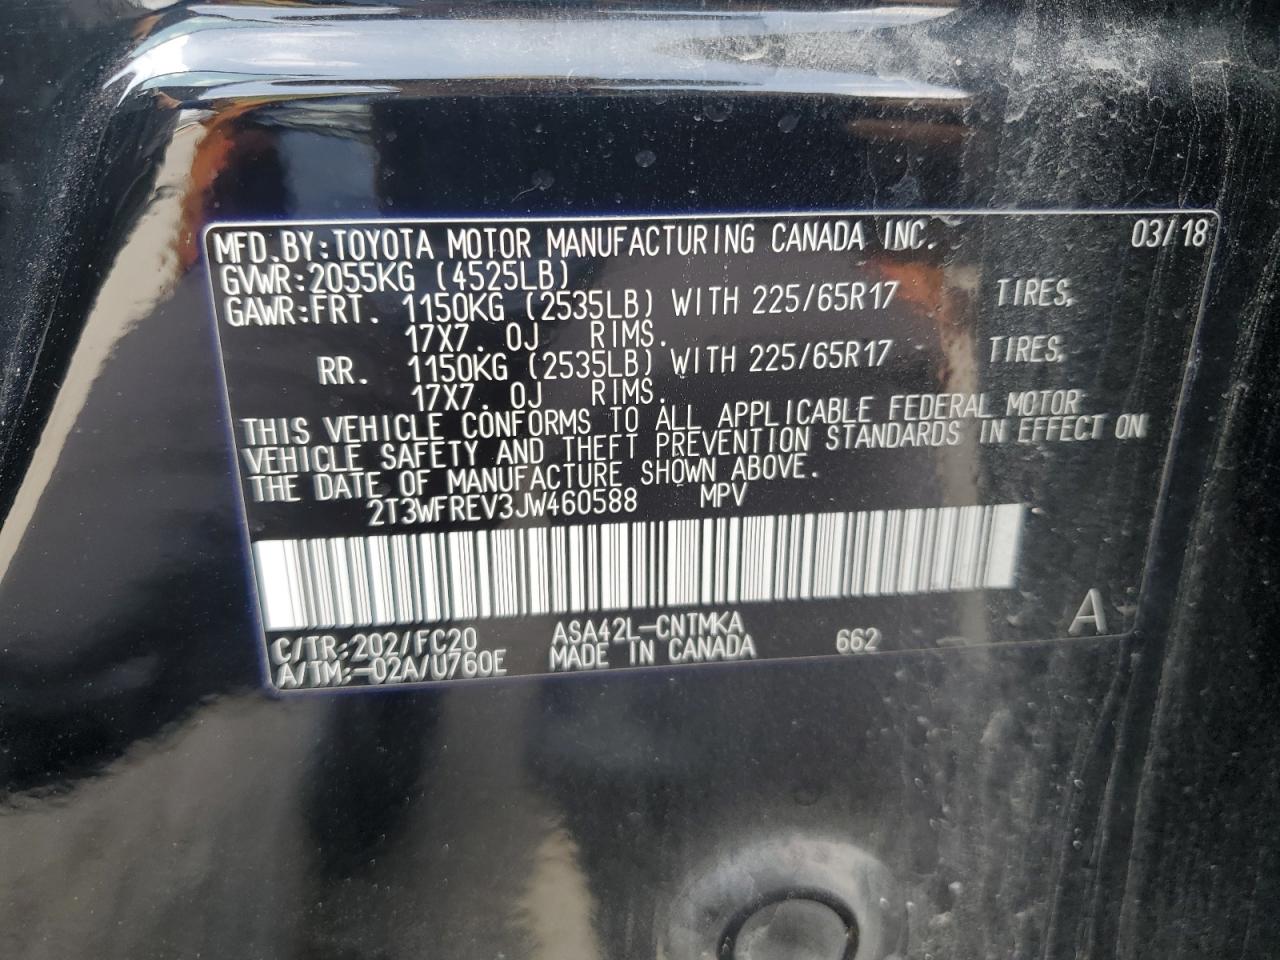 MFD.BY:TOYOTA MOTOR MANUFACTURING CANADA INC. 03/18
GVWR:2055KG (4525LB)
GAWR:FRT. 1150KG (2535LB) WITH 225/65R17 TIRES,
17X7.0J RIMS.
RR. 1150KG (2535LB) WITH 225/65R17 TIRES,
17X7.0J RIMS.
THIS VEHICLE CONFORMS TO ALL APPLICABLE FEDERAL MOTOR
VEHICLE SAFETY AND THEFT PREVENTION STANDARDS IN EFFECT ON
THE DATE OF MANUFACTURE SHOWN ABOVE.
2T3WFREV3JW460588 MPV
C/TR:202/FC20 ASA42L-CNTMKA 662 A
A/TM:-02A/U760E MADE IN CANADA